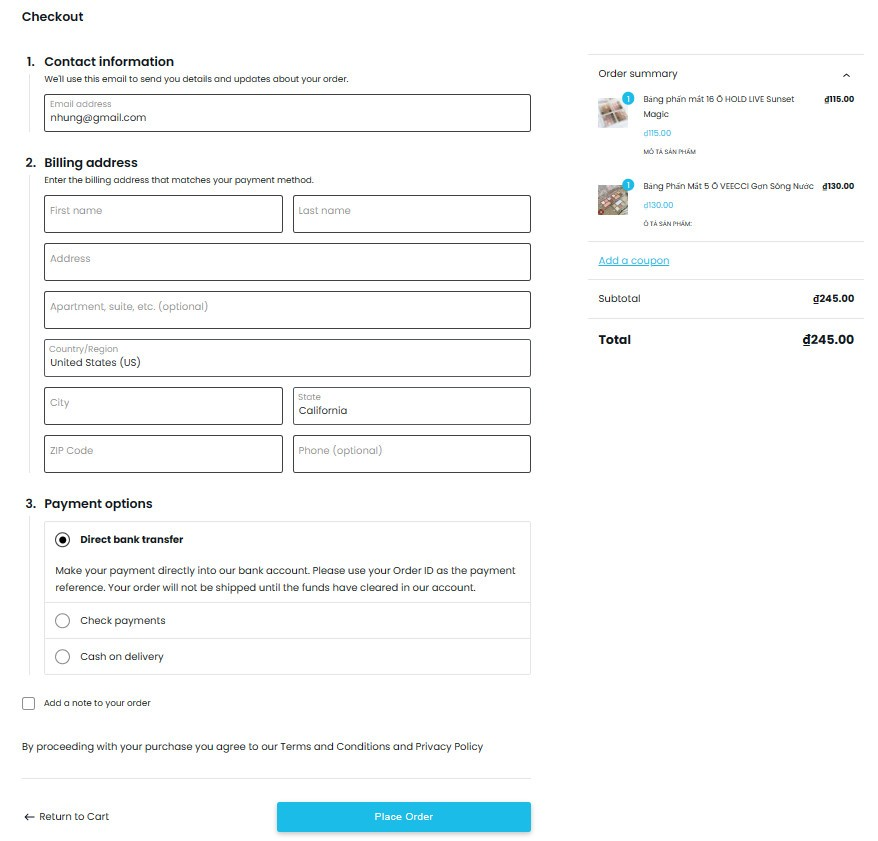 Checkout
1. Contact information
We'll use this email to send you details and updates about your order.
Email address
nhung@gmail.com
2. Billing address
Enter the billing address that matches your payment method.
First name
Last name
Address
Apartment, suite, etc. (optional)
Country/Region
United States (US)
City
State
California
ZIP Code
Phone (optional)
3. Payment options
Direct bank transfer
Make your payment directly into our bank account. Please use your Order ID as the payment
reference. Your order will not be shipped until the funds have cleared in our account.
Check payments
Cash on delivery
Add a note to your order
By proceeding with your purchase you agree to our Terms and Conditions and Privacy Policy
← Return to Cart
Place Order
Order summary
1
Bảng phấn mắt 16 Ô HOLD LIVE Sunset
Magic
₫115.00
₫115.00
MÔ TẢ SẢN PHẨM
1
Bảng Phấn Mắt 5 Ô VEECCI Gợn Sông Nước
₫130.00
₫130.00
Ô TẢ SẢN PHẨM:
Add a coupon
Subtotal
₫245.00
Total
₫245.00